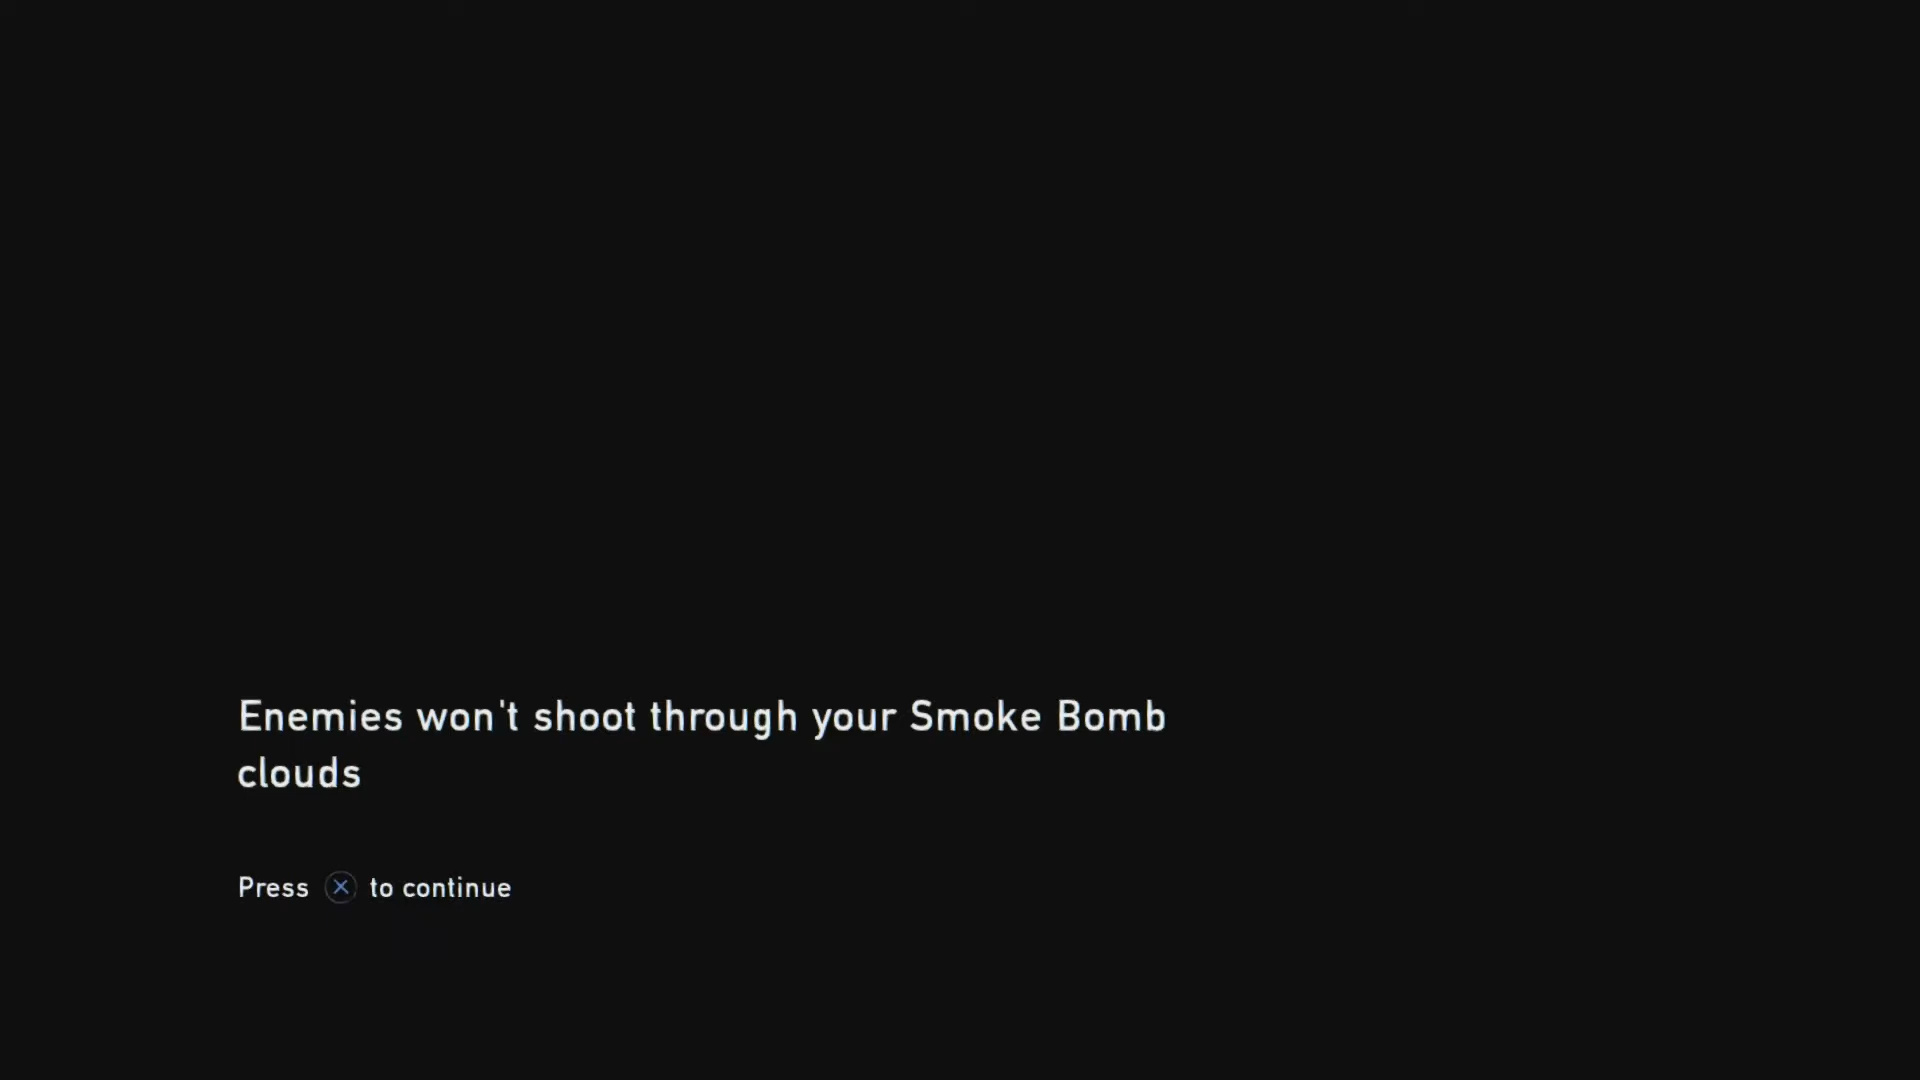 Enemies won't shoot through your Smoke Bomb
clouds
Press ⓧ to continue